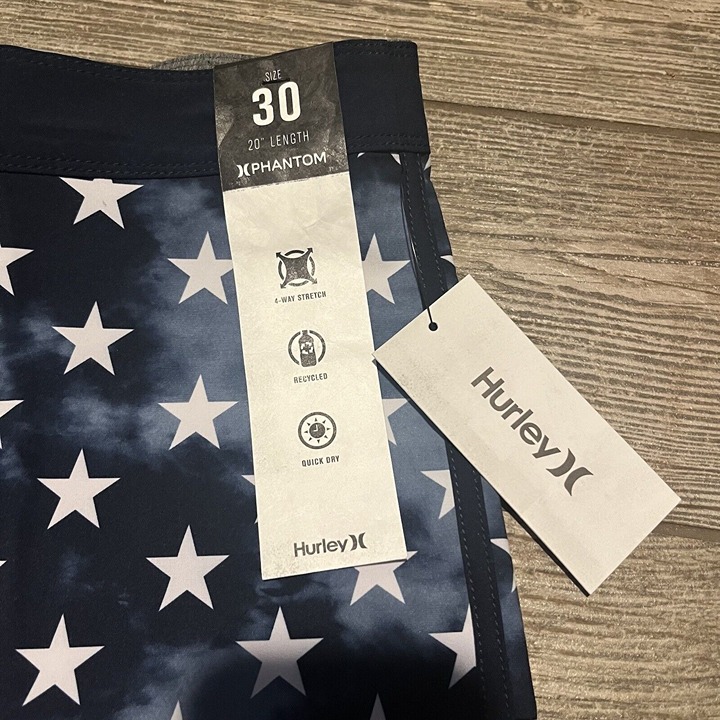 SIZE
30
20" LENGTH
PHANTOM
4-WAY STRETCH
RECYCLED
QUICK DRY
Hurley
Hurley